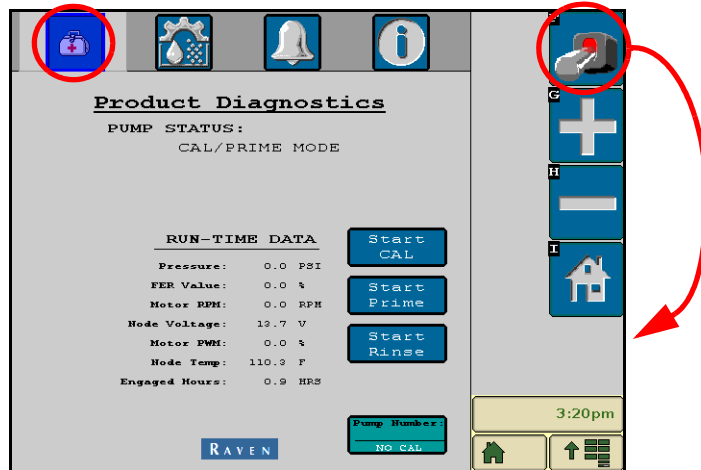 Product Diagnostics
PUMP STATUS:
CAL/PRIME MODE
RUN-TIME DATA
Pressure: 0.0 PSI
FER Value: 0.0 %
Motor RPM: 0.0 RPM
Node Voltage: 13.7 V
Motor PWM: 0.0 %
Node Temp: 110.3 F
Engaged Hours: 0.9 HRS
Start
CAL
Start
Prime
Start
Rinse
Pump Number:
NO CAL
RAVEN
G
H
I
3:20pm